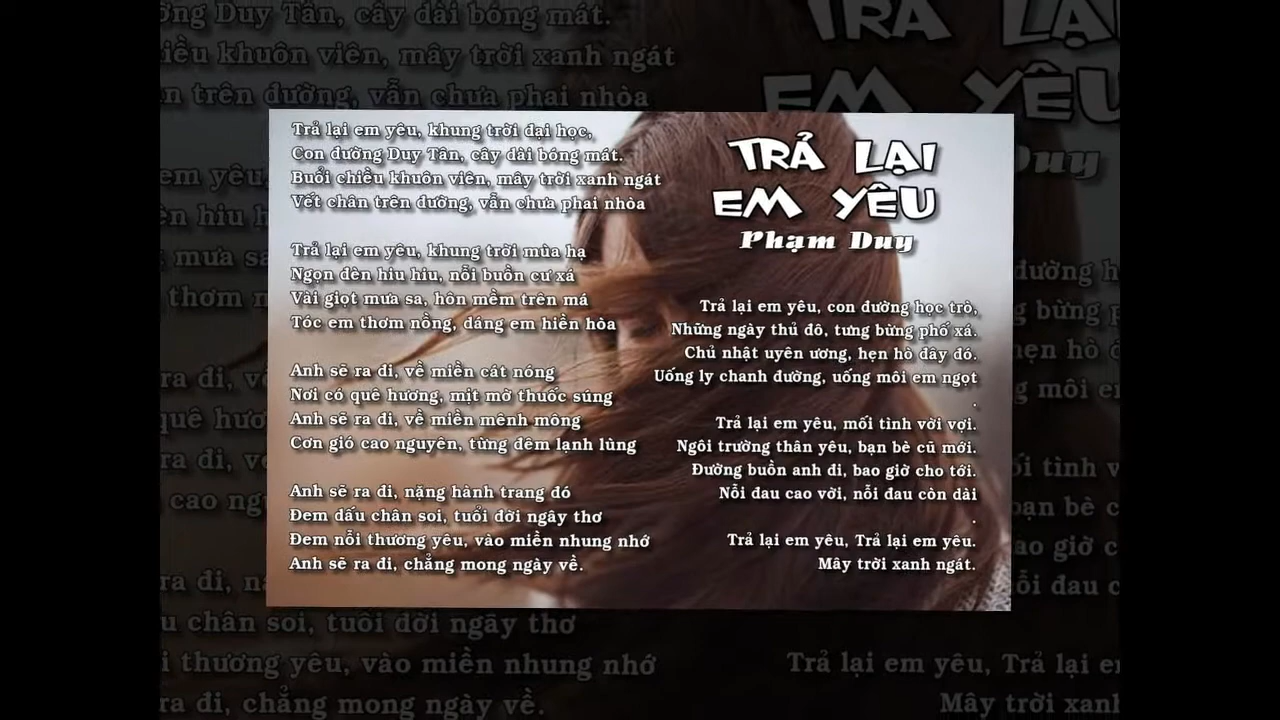 Trả lại em yêu, khung trời đại học,
Con đường Duy Tân, cây dài bóng mát.
Buổi chiều khuôn viên, mây trời xanh ngát
Vết chân trên đường, vẫn chưa phai nhòa
Trả lại em yêu, khung trời mùa hạ
Ngọn đèn hiu hiu, nỗi buồn cư xá
Vài giọt mưa sa, hôn mềm trên má
Tóc em thơm nồng, dáng em hiền hòa
Anh sẽ ra đi, về miền cát nóng
Nơi có quê hương, mịt mờ thuốc súng
Anh sẽ ra đi, về miền mênh mông
Cơn gió cao nguyên, từng đêm lạnh lùng
Anh sẽ ra đi, nặng hành trang đó
Đem dấu chân soi, tuổi đời ngây thơ
Đem nỗi thương yêu, vào miền nhung nhớ
Anh sẽ ra đi, chẳng mong ngày về.
TRẢ LẠI
EM YÊU
Phạm Duy
Trả lại em yêu, con đường học trò,
Những ngày thủ đô, tưng bừng phố xá.
Chủ nhật uyên ương, hẹn hò đây đó.
Uống ly chanh đường, uống môi em ngọt
.
Trả lại em yêu, mối tình vời vợi.
Ngôi trường thân yêu, bạn bè cũ mới.
Đường buồn anh đi, bao giờ cho tới.
Nỗi đau cao vời, nỗi đau còn dài
.
Trả lại em yêu, Trả lại em yêu.
Mây trời xanh ngát.